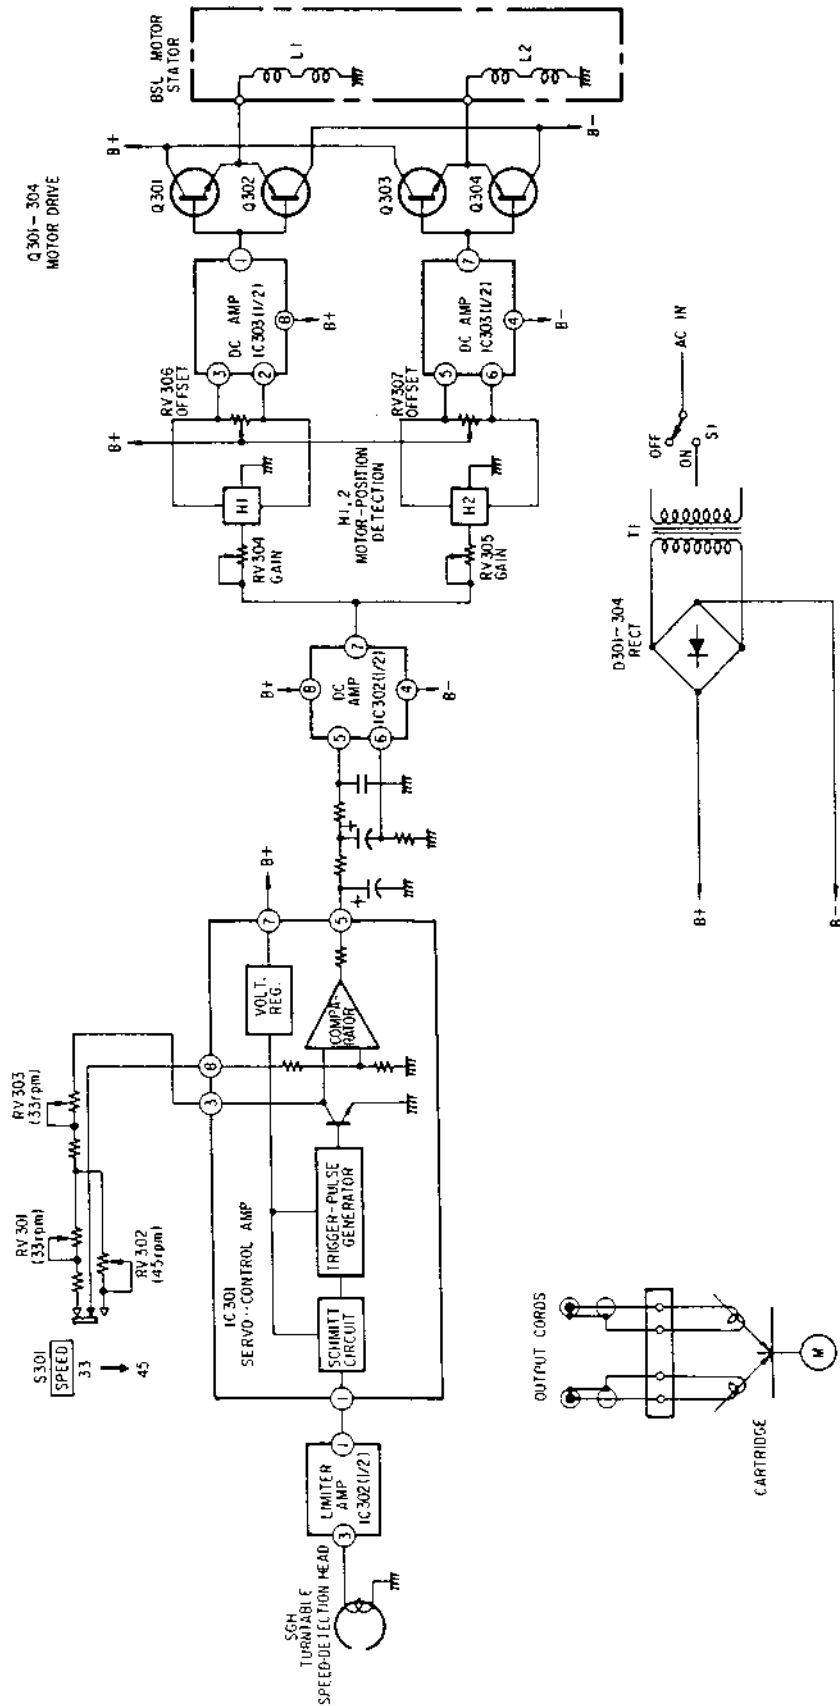 SGH
TURNTABLE
SPEED-DETECTION HEAD
3
LIMITER
AMP
IC302(1/2)
1
S301
SPEED
33
45
RV301
(33rpm)
RV302
(45rpm)
RV303
(33rpm)
IC301
SERVO-CONTROL AMP
1
SCHMITT
CIRCUIT
TRIGGER-PULSE
GENERATOR
3
8
VOLT.
REG.
COMPA-
RATOR
7
B+
5
5
6
B+
8
DC
AMP
IC302(1/2)
4
B-
7
RV304
GAIN
H1
RV305
GAIN
H2
H1,2
MOTOR-POSITION
DETECTION
B+
RV306
OFFSET
3
2
DC AMP
IC303(1/2)
8
B+
1
RV307
OFFSET
5
6
DC AMP
IC303(1/2)
4
B-
7
Q301-304
MOTOR DRIVE
Q301
Q302
Q303
Q304
B+
B-
BSL MOTOR
STATOR
L1
L2
OUTPUT CORDS
CARTRIDGE
M
B+
B-
D301-304
RECT
T1
OFF
ON
S1
AC IN